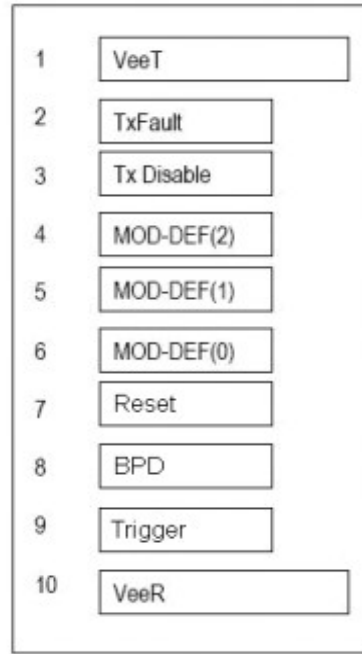 1 VeeT
2 TxFault
3 Tx Disable
4 MOD-DEF(2)
5 MOD-DEF(1)
6 MOD-DEF(0)
7 Reset
8 BPD
9 Trigger
10 VeeR